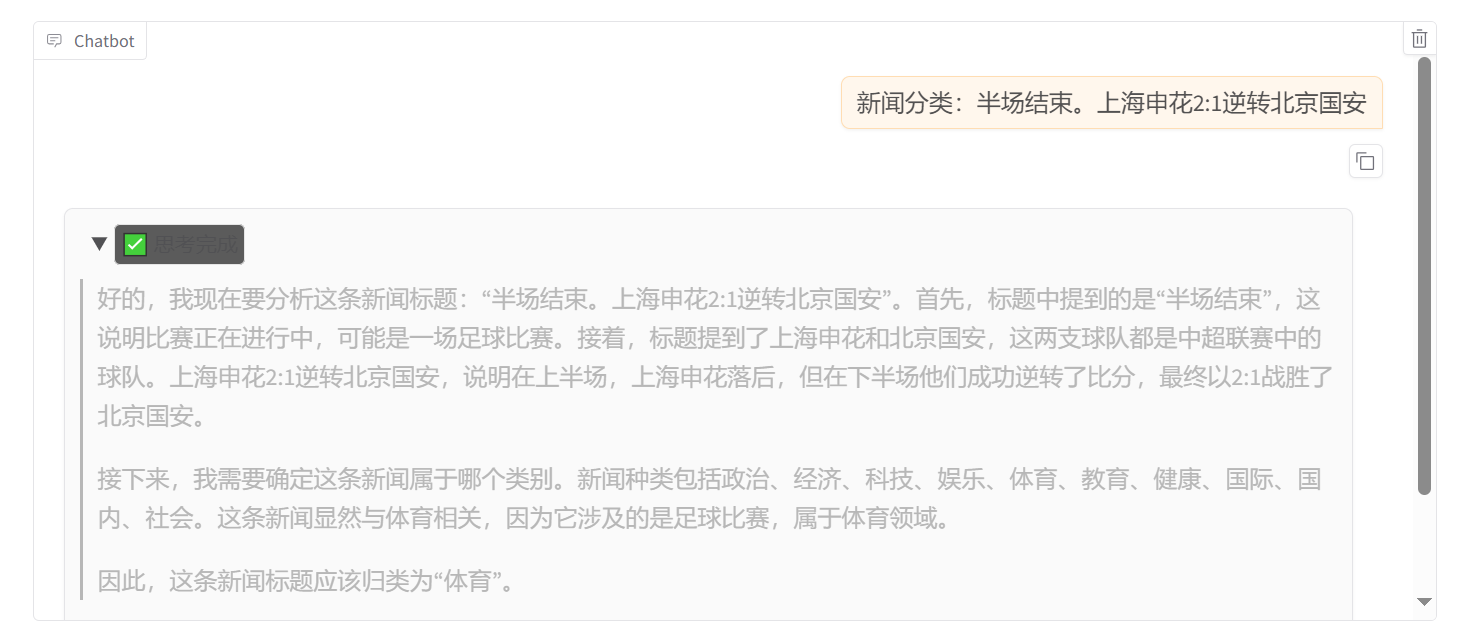 Chatbot
新闻分类：半场结束。上海申花2:1逆转北京国安
思考完成
好的，我现在要分析这条新闻标题：“半场结束。上海申花2:1逆转北京国安”。首先，标题中提到的是“半场结束”，这
说明比赛正在进行中，可能是一场足球比赛。接着，标题提到了上海申花和北京国安，这两支球队都是中超联赛中的
球队。上海申花2:1逆转北京国安，说明在上半场，上海申花落后，但在下半场他们成功逆转了比分，最终以2:1战胜了
北京国安。
接下来，我需要确定这条新闻属于哪个类别。新闻种类包括政治、经济、科技、娱乐、体育、教育、健康、国际、国
内、社会。这条新闻显然与体育相关，因为它涉及的是足球比赛，属于体育领域。
因此，这条新闻标题应该归类为“体育”。